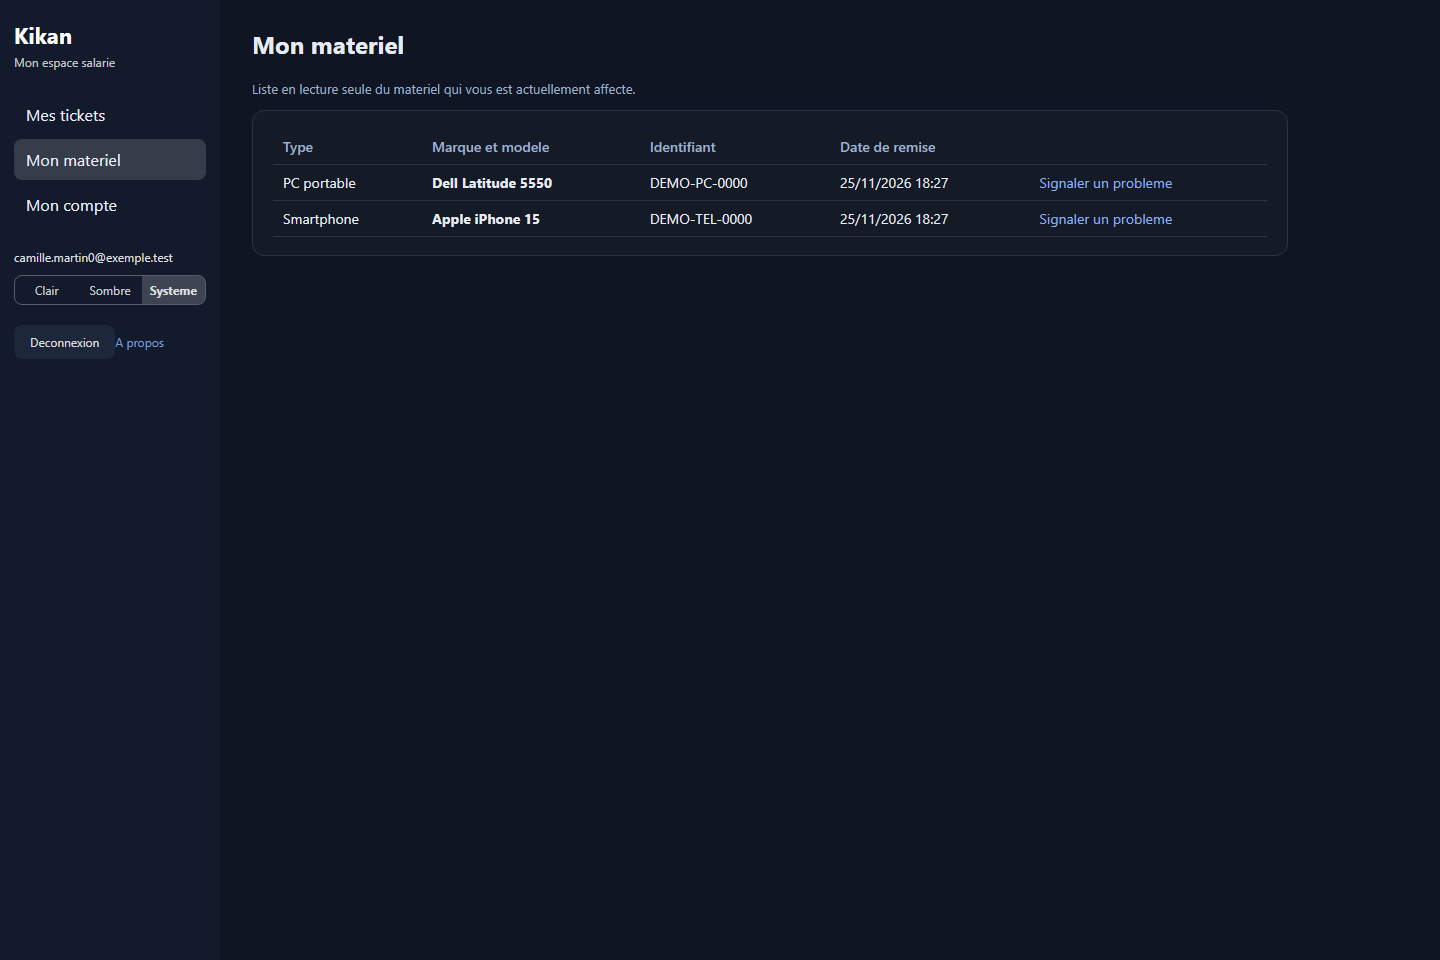 Kikan
Mon espace salarie
Mes tickets
Mon materiel
Mon compte
camille.martin0@exemple.test
Clair Sombre Systeme
Deconnexion A propos
Mon materiel
Liste en lecture seule du materiel qui vous est actuellement affecte.
Type Marque et modele Identifiant Date de remise
PC portable Dell Latitude 5550 DEMO-PC-0000 25/11/2026 18:27 Signaler un probleme
Smartphone Apple iPhone 15 DEMO-TEL-0000 25/11/2026 18:27 Signaler un probleme